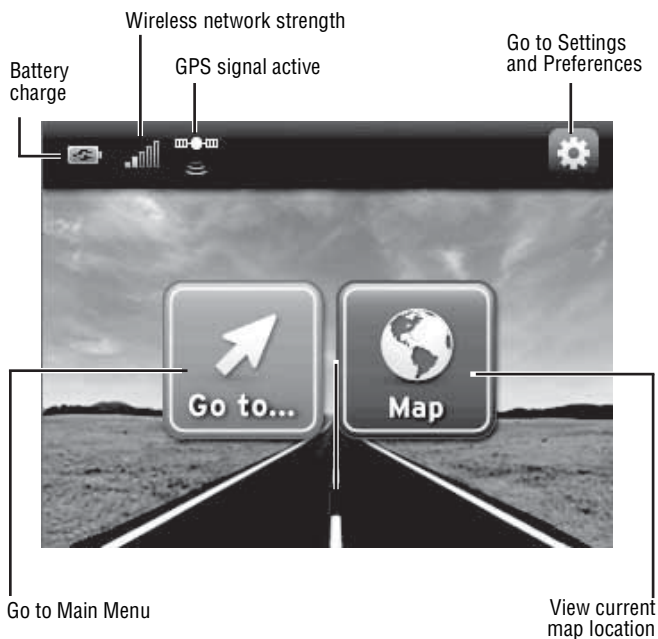 Wireless network strength
Go to Settings
and Preferences
Battery
charge
GPS signal active
Go to...
Map
Go to Main Menu
View current
map location